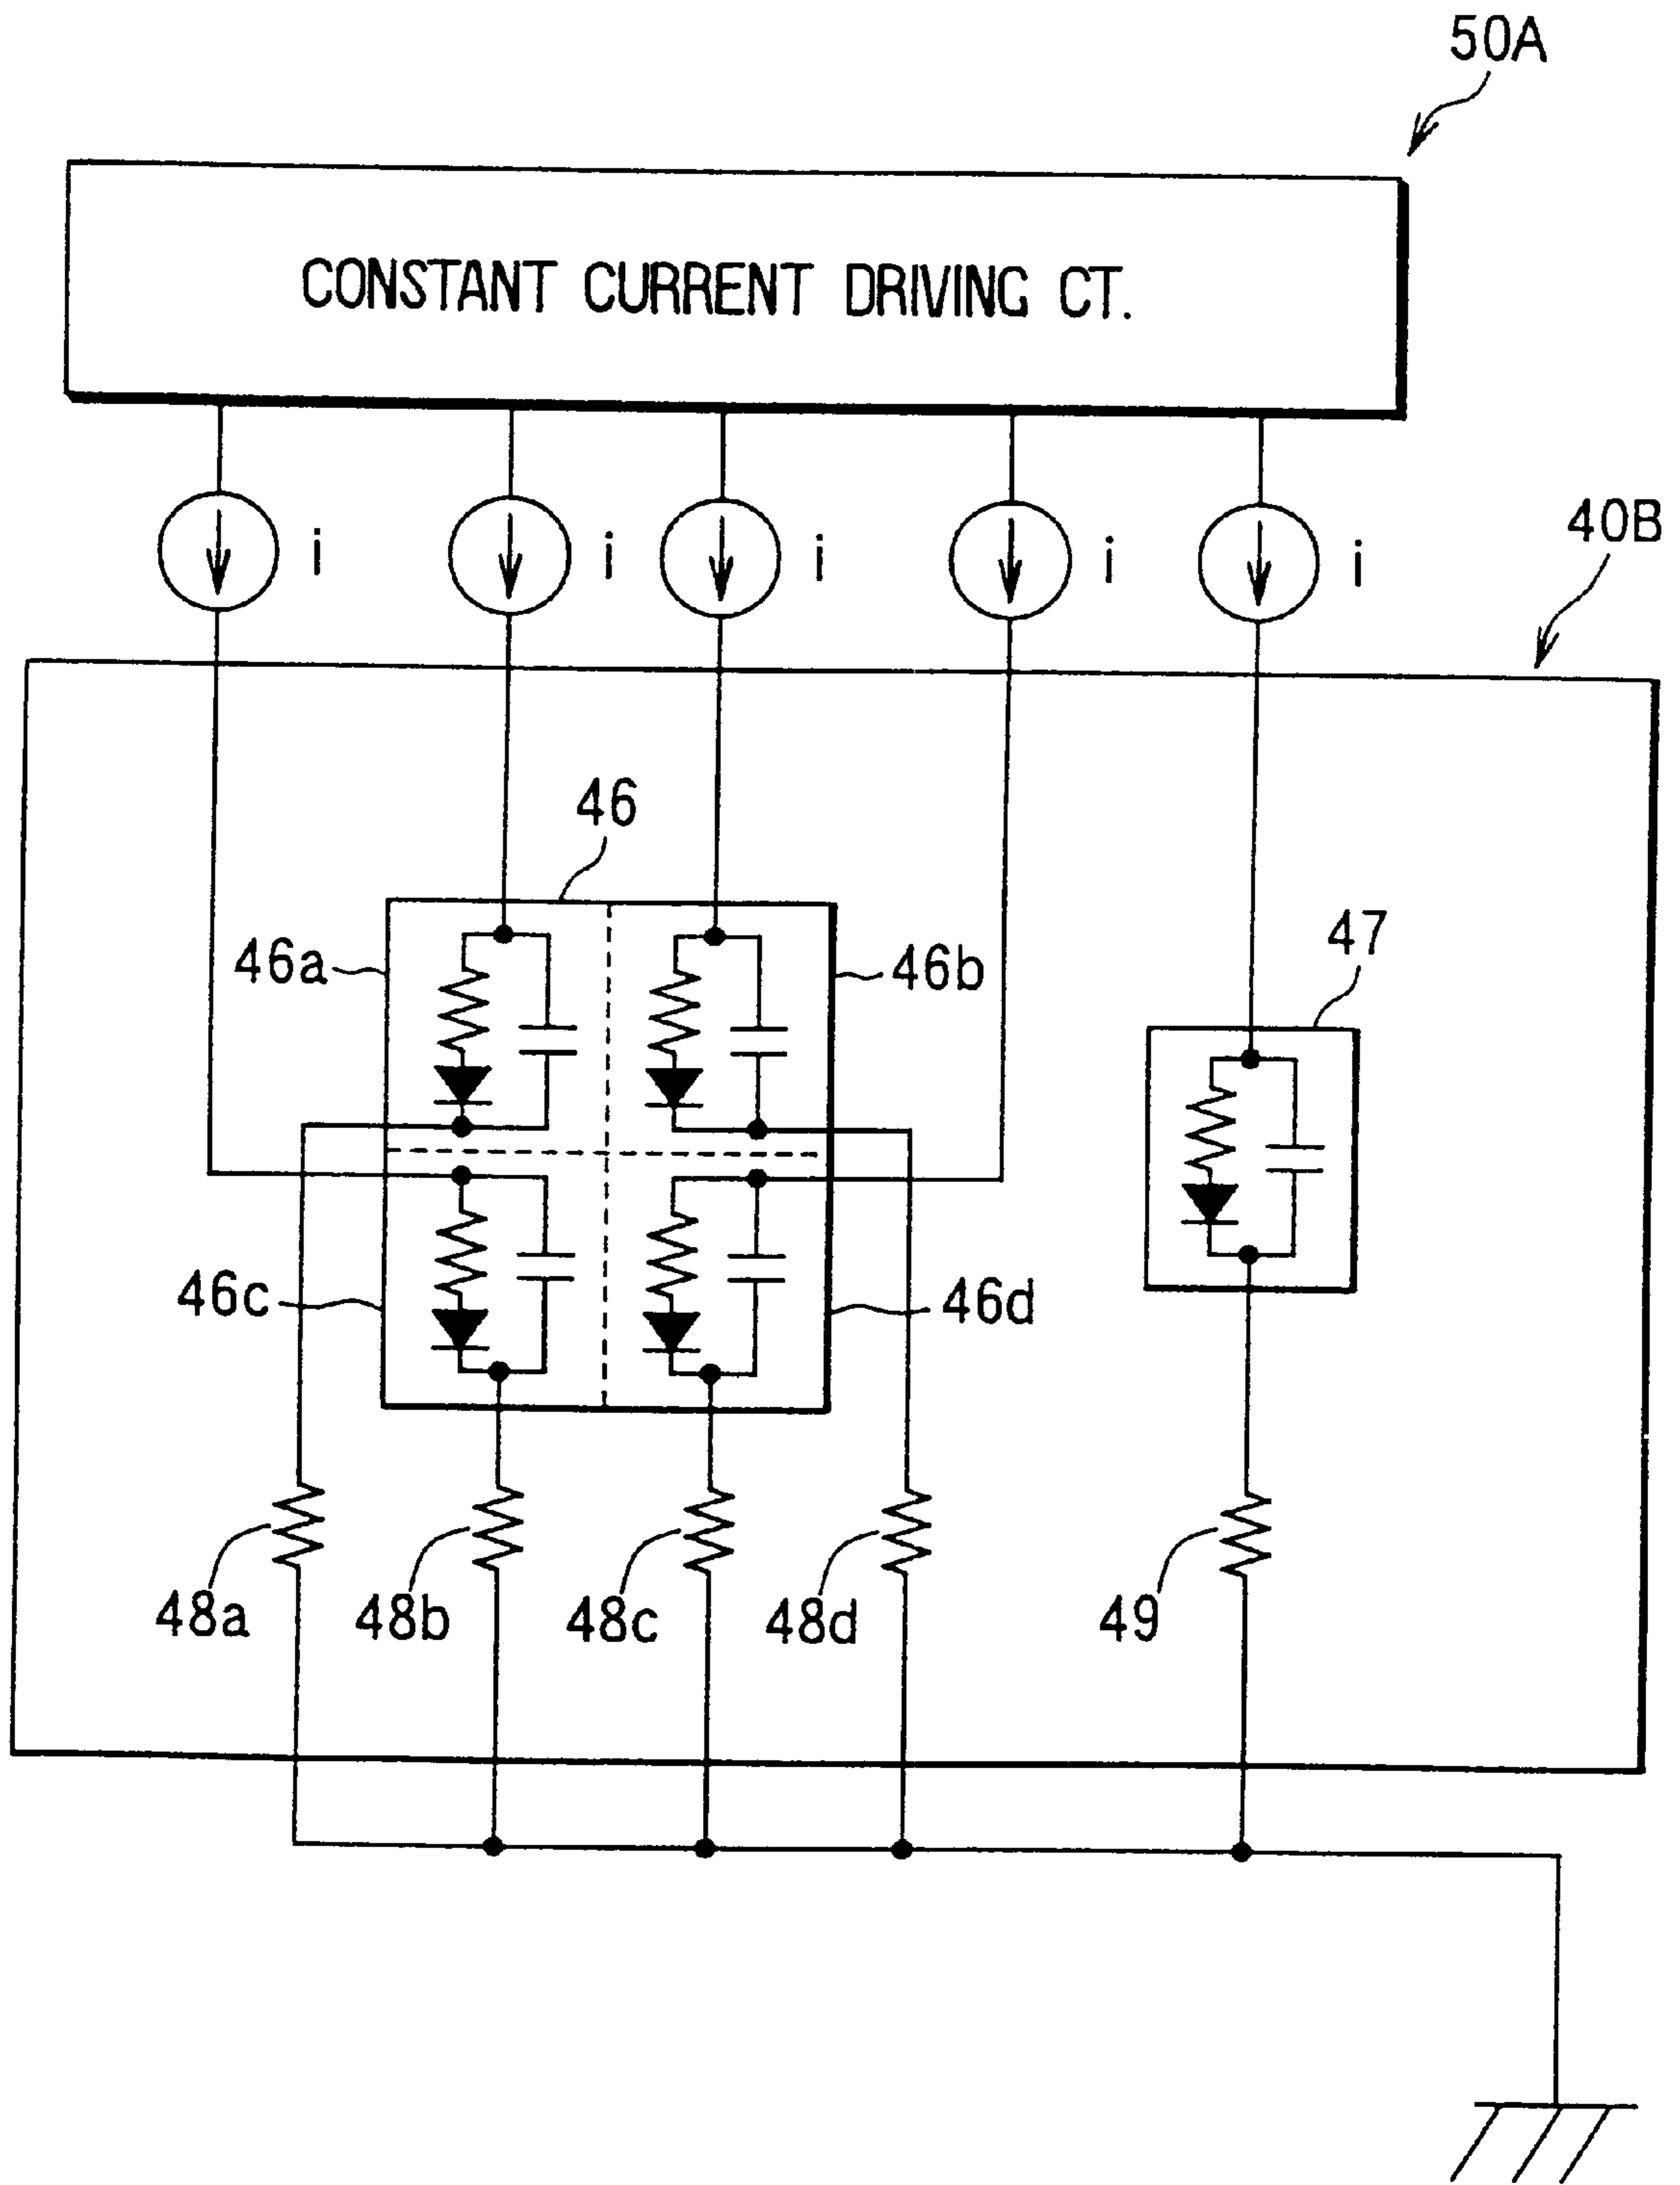 50A
CONSTANT CURRENT DRIVING CT.
i i i i i
40B
46
46a 46b 47
46c 46d
48a 48b 48c 48d 49